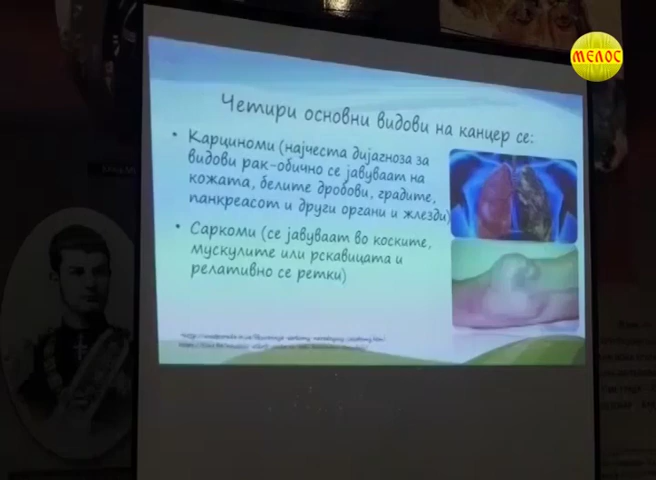 МЕЛОС
Четири основни видови на канцер се:
• Карциноми (најчеста дијагноза за
видови рак-обично се јавуваат на
кожата, белите дробови, градите,
панкреасот и други органи и жлезди)
• Саркоми (се јавуваат во коските,
мускулите или рскавицата и
релативно се ретки)